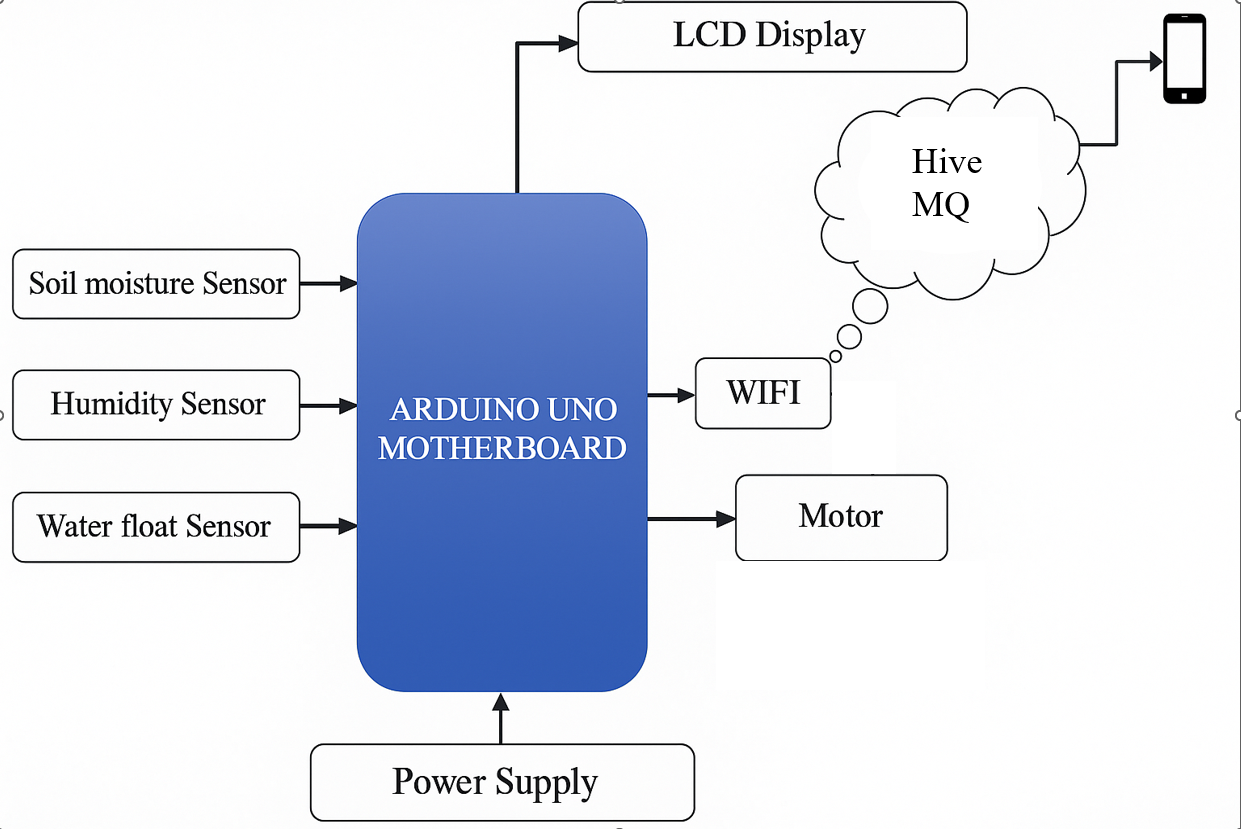 LCD Display
Hive
MQ
Soil moisture Sensor
Humidity Sensor
WIFI
ARDUINO UNO
MOTHERBOARD
Water float Sensor
Motor
Power Supply